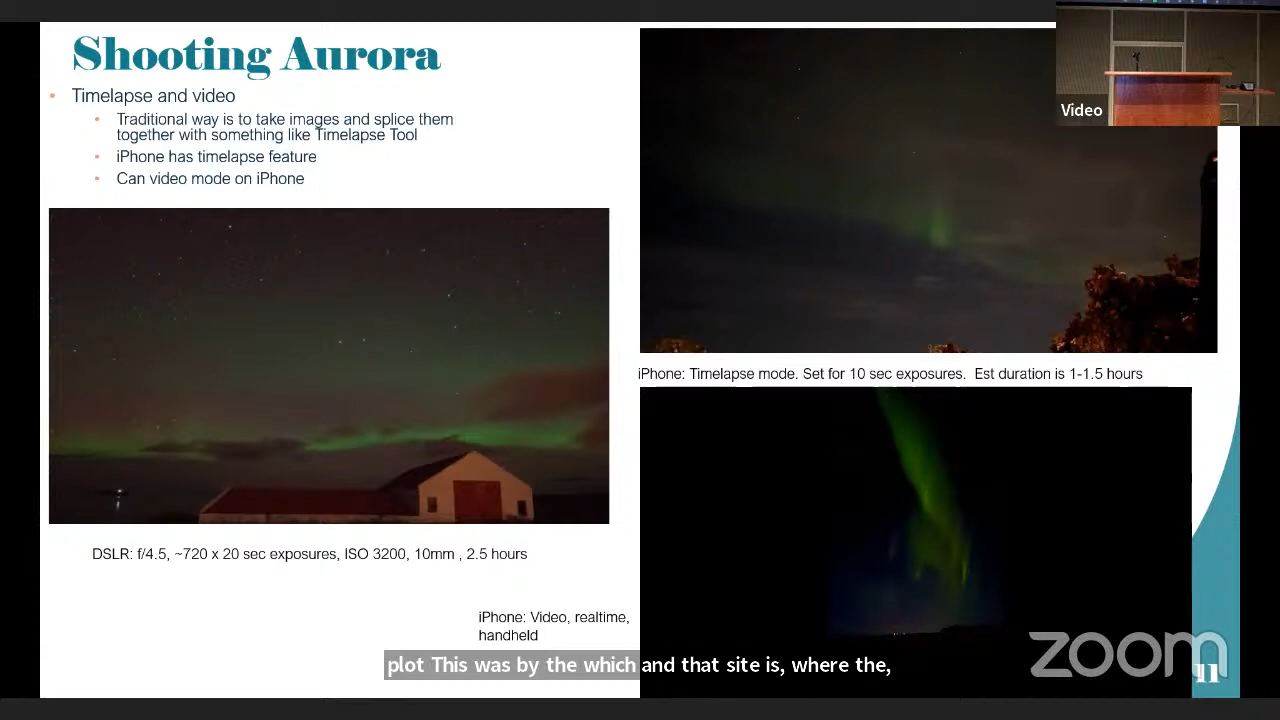 Shooting Aurora
• Timelapse and video
• Traditional way is to take images and splice them
together with something like Timelapse Tool
• iPhone has timelapse feature
• Can video mode on iPhone
Video
iPhone: Timelapse mode. Set for 10 sec exposures. Est duration is 1-1.5 hours
DSLR: f/4.5, ~720 x 20 sec exposures, ISO 3200, 10mm , 2.5 hours
iPhone: Video, realtime,
handheld
plot This was by the which and that site is, where the,
zoom
11